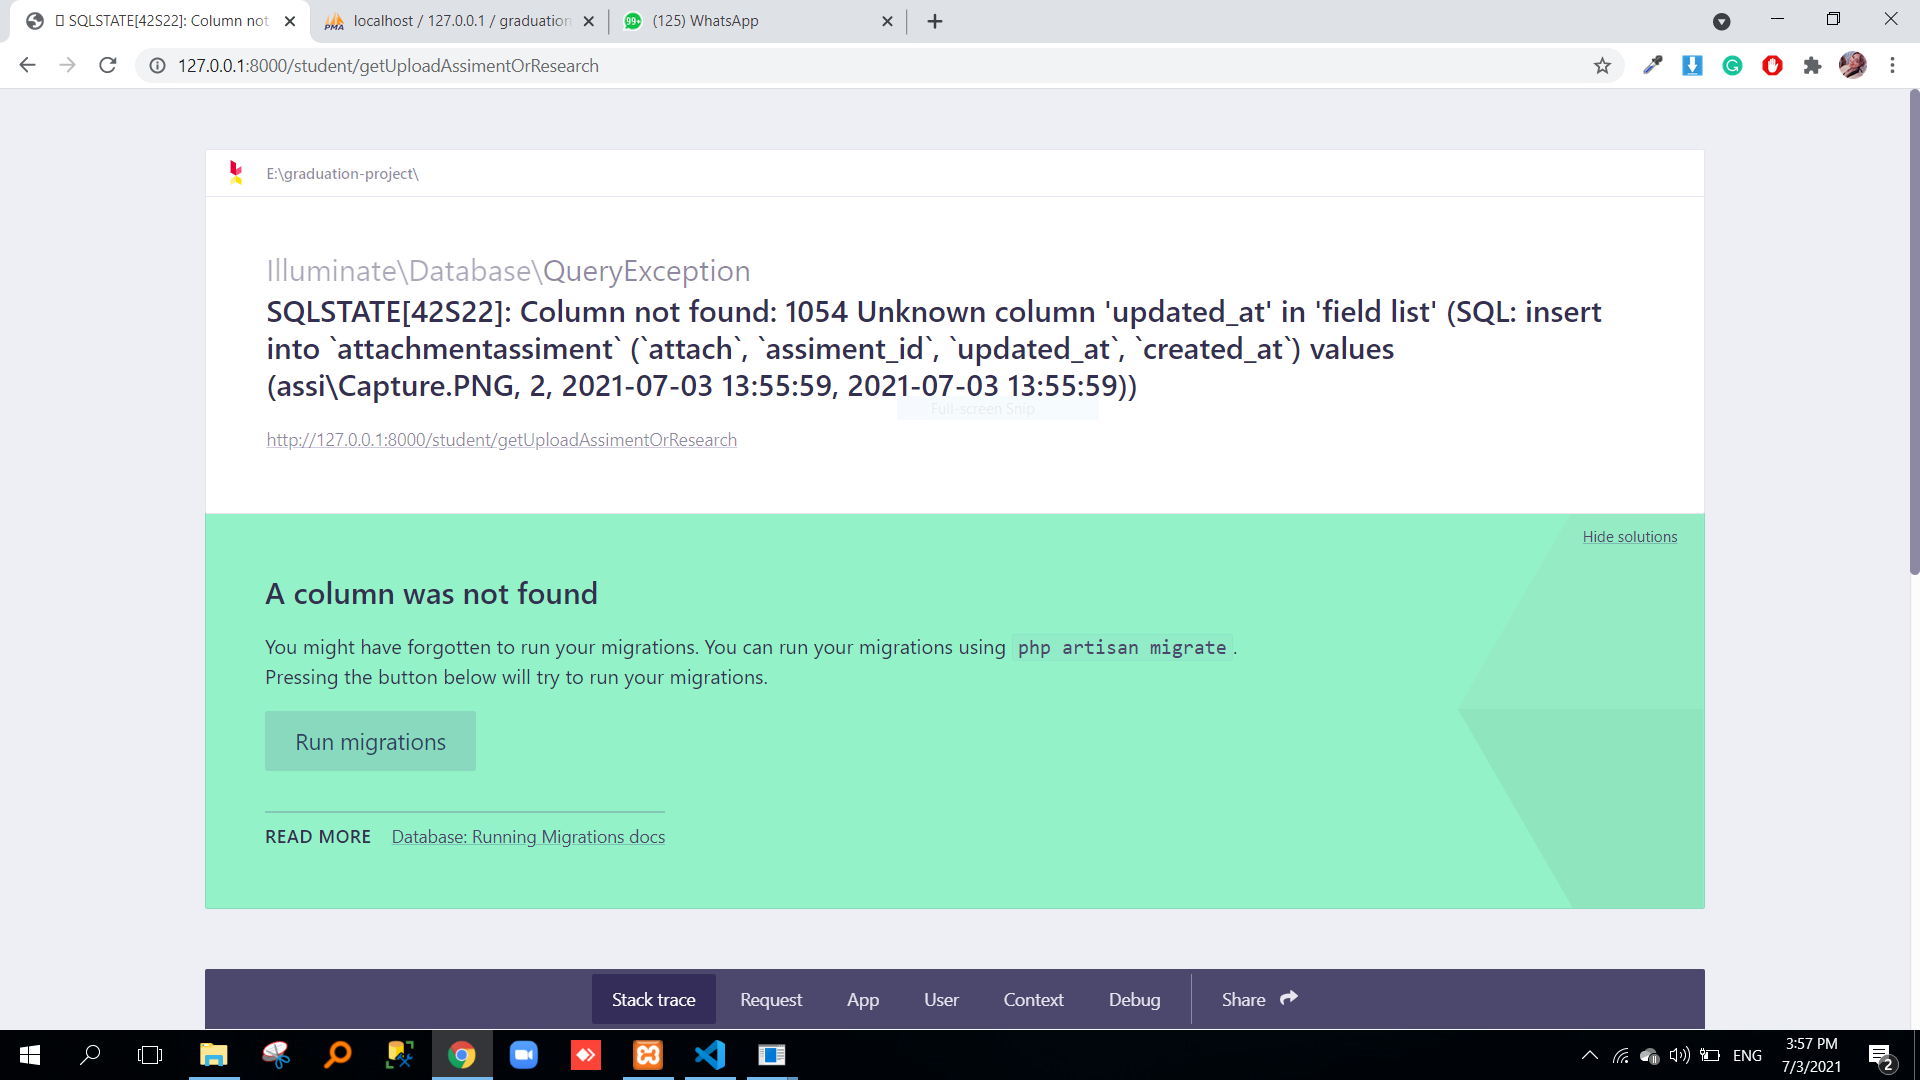 SQLSTATE[42S22]: Column not
localhost / 127.0.0.1 / graduation
(125) WhatsApp
127.0.0.1:8000/student/getUploadAssimentOrResearch
E:\graduation-project\
Illuminate\Database\QueryException
SQLSTATE[42S22]: Column not found: 1054 Unknown column 'updated_at' in 'field list' (SQL: insert
into `attachmentassiment` (`attach`, `assiment_id`, `updated_at`, `created_at`) values
(assi\Capture.PNG, 2, 2021-07-03 13:55:59, 2021-07-03 13:55:59))
Full-screen Snip
http://127.0.0.1:8000/student/getUploadAssimentOrResearch
Hide solutions
A column was not found
You might have forgotten to run your migrations. You can run your migrations using php artisan migrate.
Pressing the button below will try to run your migrations.
Run migrations
READ MORE Database: Running Migrations docs
Stack trace Request App User Context Debug Share
ENG
3:57 PM
7/3/2021
2